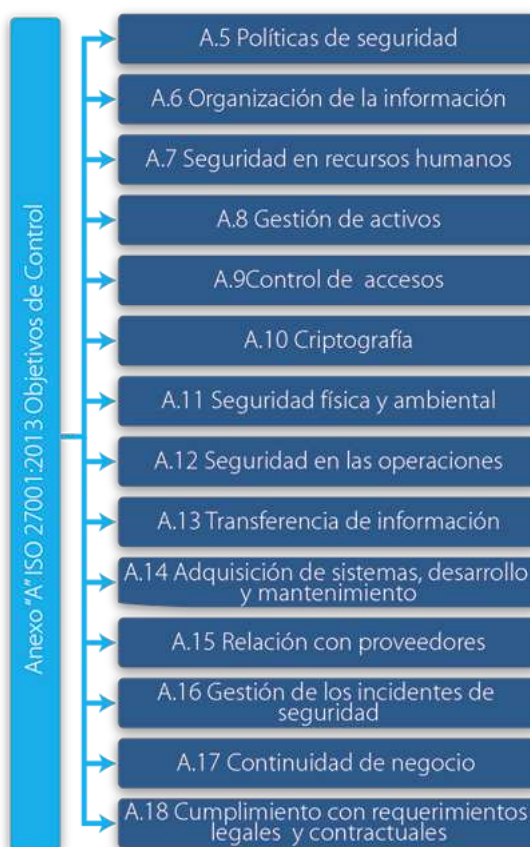 Anexo "A" ISO 27001:2013 Objetivos de Control
A.5 Políticas de seguridad
A.6 Organización de la información
A.7 Seguridad en recursos humanos
A.8 Gestión de activos
A.9Control de accesos
A.10 Criptografía
A.11 Seguridad física y ambiental
A.12 Seguridad en las operaciones
A.13 Transferencia de información
A.14 Adquisición de sistemas, desarrollo
y mantenimiento
A.15 Relación con proveedores
A.16 Gestión de los incidentes de
seguridad
A.17 Continuidad de negocio
A.18 Cumplimiento con requerimientos
legales y contractuales